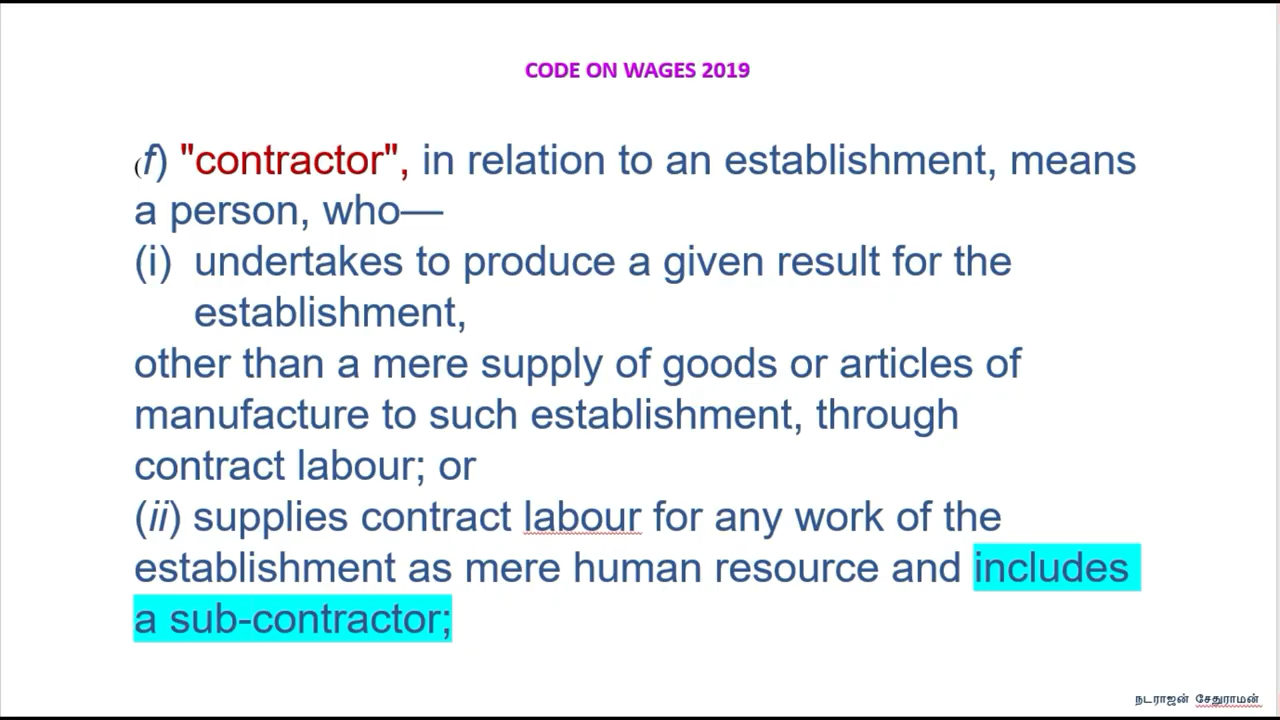 CODE ON WAGES 2019
(f) "contractor", in relation to an establishment, means
a person, who—
(i) undertakes to produce a given result for the
establishment,
other than a mere supply of goods or articles of
manufacture to such establishment, through
contract labour; or
(ii) supplies contract labour for any work of the
establishment as mere human resource and includes
a sub-contractor;
நடராஜன் சேதுராமன்